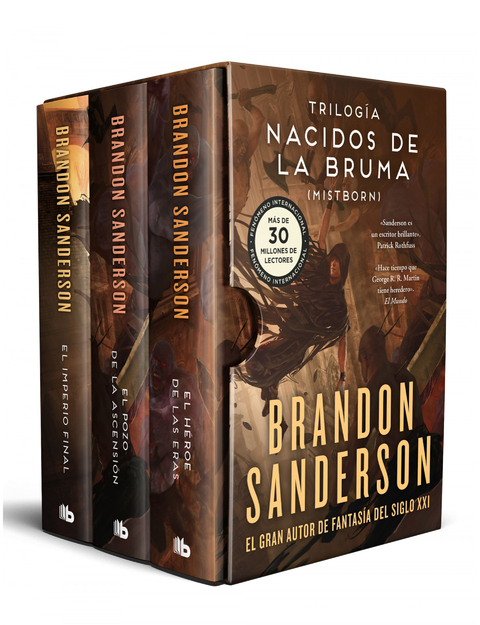 BRANDON SANDERSON
EL IMPERIO FINAL
b
BRANDON SANDERSON
EL POZO
DE LA ASCENSIÓN
b
BRANDON SANDERSON
EL HÉROE
DE LAS ERAS
b
TRILOGÍA
NACIDOS DE
LA BRUMA
(MISTBORN)
FENÓMENO INTERNACIONAL
MÁS DE
30
MILLONES DE
LECTORES
FENÓMENO INTERNACIONAL
«Sanderson es
un escritor brillante».
Patrick Rothfuss
«Hace tiempo que
George R. R. Martin
tiene heredero».
El Mundo
BRANDON
SANDERSON
EL GRAN AUTOR DE FANTASÍA DEL SIGLO XXI